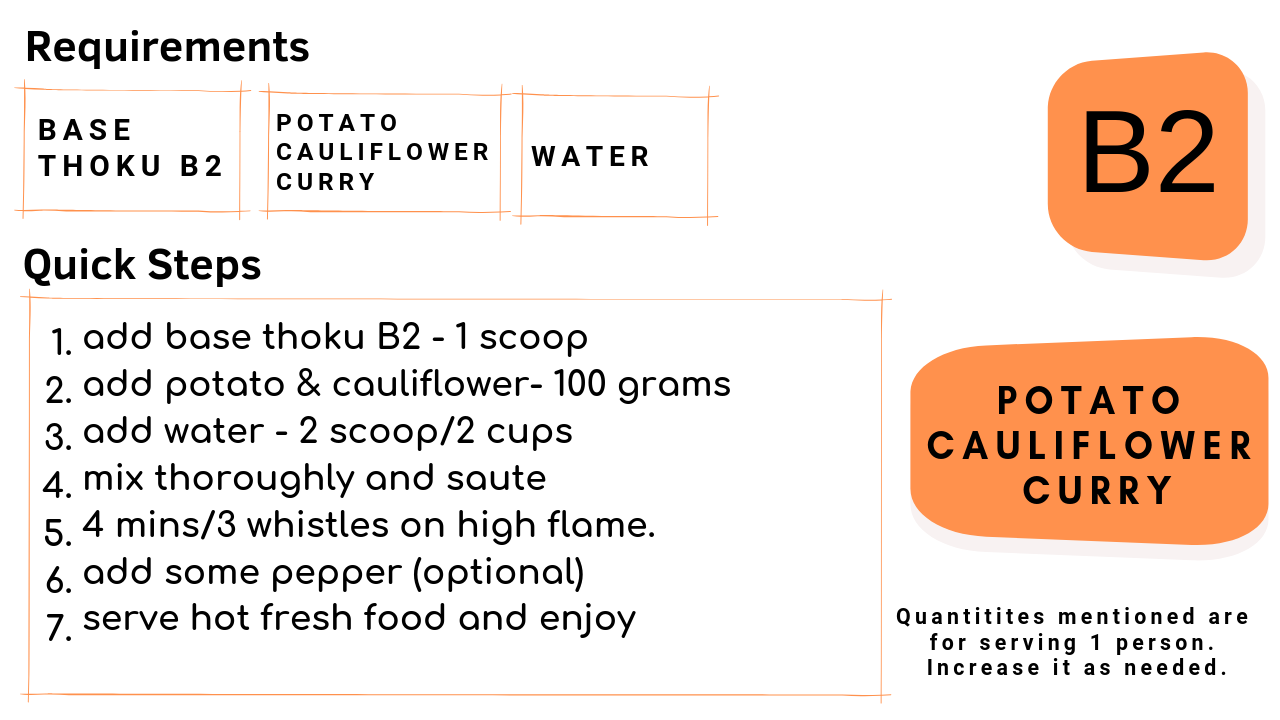 Requirements
BASE
THOKU B2
POTATO
CAULIFLOWER
CURRY
WATER
B2
Quick Steps
1. add base thoku B2 - 1 scoop
2. add potato & cauliflower- 100 grams
3. add water - 2 scoop/2 cups
4. mix thoroughly and saute
5. 4 mins/3 whistles on high flame.
6. add some pepper (optional)
7. serve hot fresh food and enjoy
POTATO
CAULIFLOWER
CURRY
Quantitites mentioned are
for serving 1 person.
Increase it as needed.